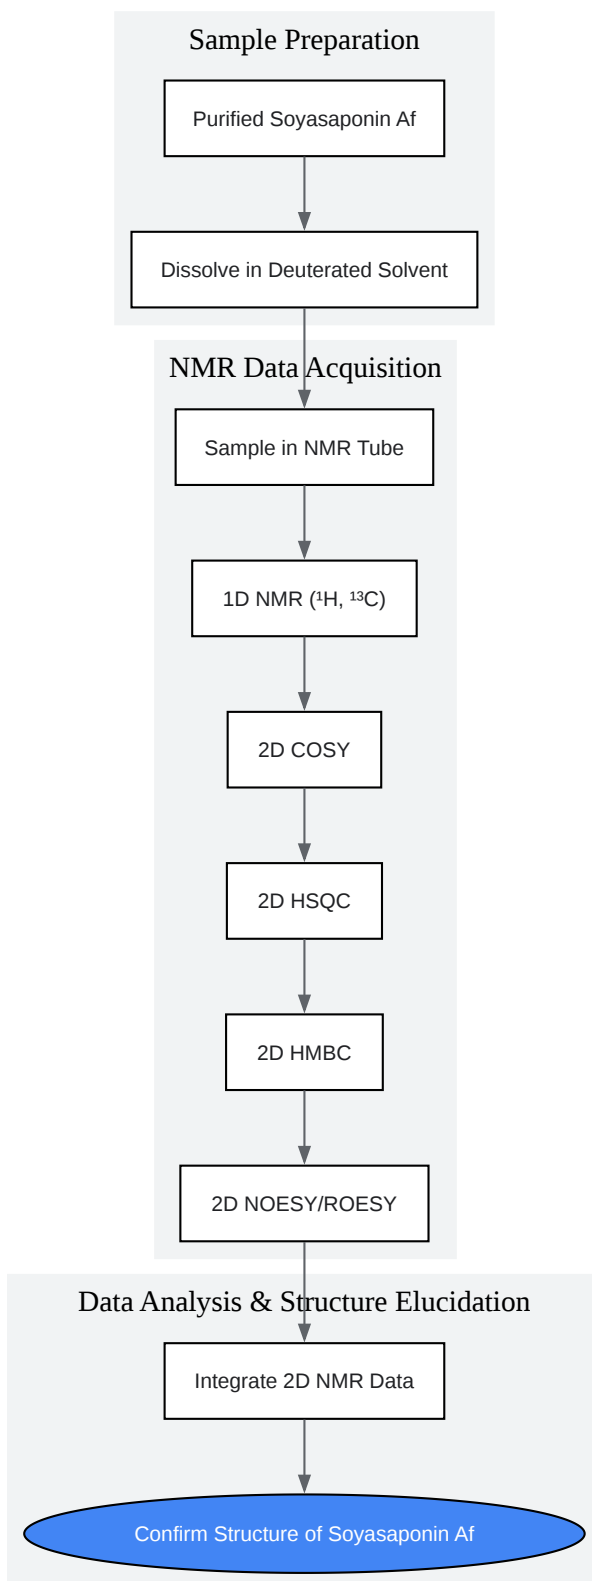 Sample Preparation
Purified Soyasaponin Af
Dissolve in Deuterated Solvent
NMR Data Acquisition
Sample in NMR Tube
1D NMR (¹H, ¹³C)
2D COSY
2D HSQC
2D HMBC
2D NOESY/ROESY
Data Analysis & Structure Elucidation
Integrate 2D NMR Data
Confirm Structure of Soyasaponin Af